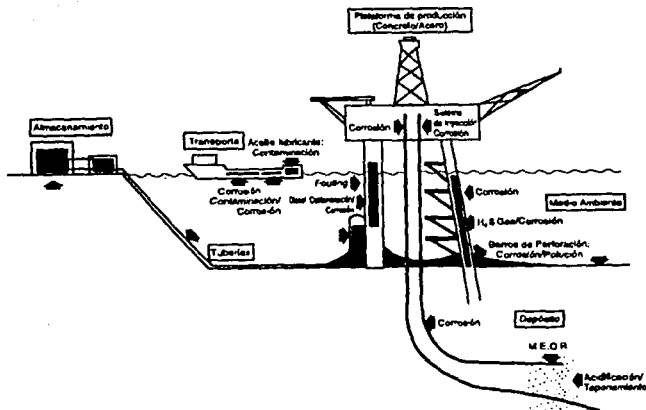 Plataforma de producción
(Concreto/Acero)
Almacenamiento
Transporte
Aceite lubricante:
Contaminación
Corrosión
Sistema
de Inyección
Corrosión
Corrosión
Contaminación/
Corrosión
Fouling
Diesel Contaminación/
Corrosión
Corrosión
Medio Ambiente
H₂S Gas/Corrosión
Barros de Perforación:
Corrosión/Polución
Tuberías
Corrosión
Depósito
M.E.O.R.
Acidificación/
Taponamiento